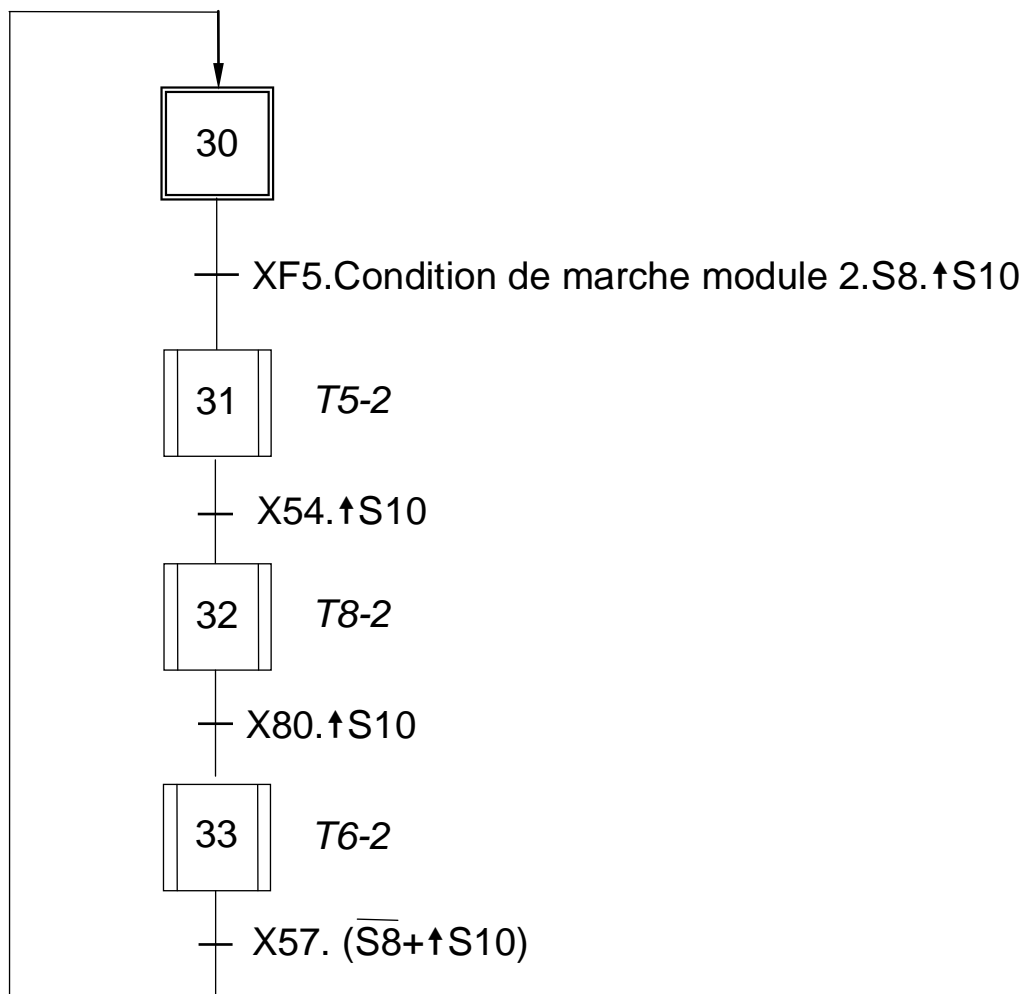 30
XF5.Condition de marche module 2.S8.↑S10
31 T5-2
X54.↑S10
32 T8-2
X80.↑S10
33 T6-2
X57. (S̅8̅+↑S10)